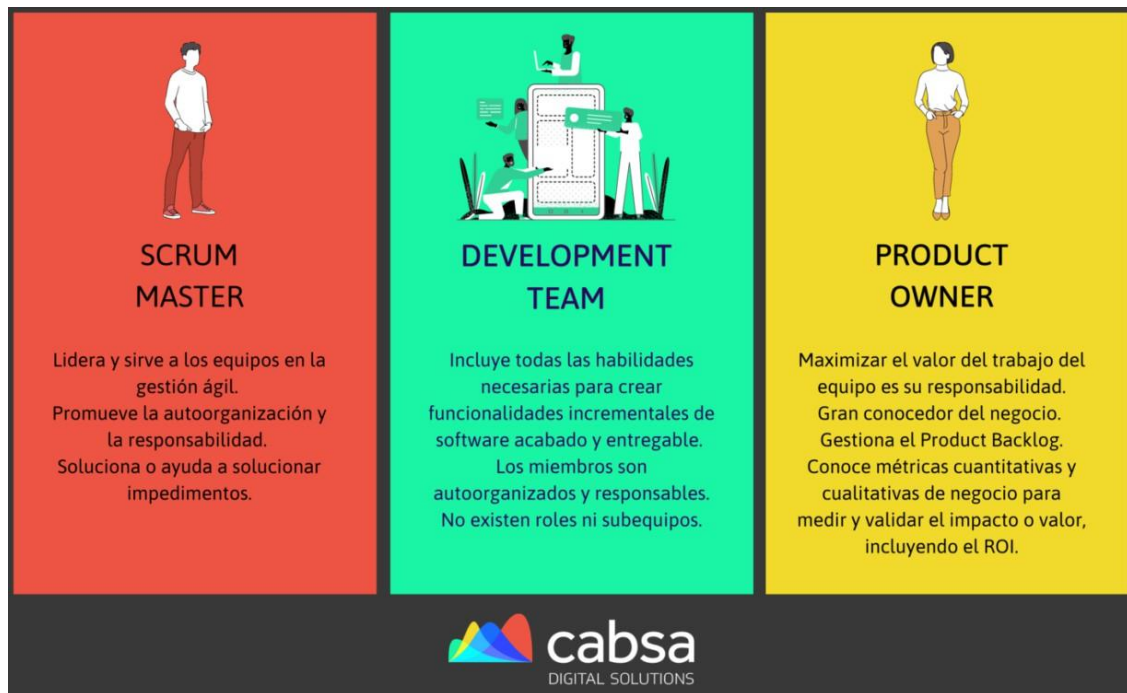 SCRUM
MASTER
Lidera y sirve a los equipos en la
gestión ágil.
Promueve la autoorganización y
la responsabilidad.
Soluciona o ayuda a solucionar
impedimentos.
DEVELOPMENT
TEAM
Incluye todas las habilidades
necesarias para crear
funcionalidades incrementales de
software acabado y entregable.
Los miembros son
autoorganizados y responsables.
No existen roles ni subequipos.
PRODUCT
OWNER
Maximizar el valor del trabajo del
equipo es su responsabilidad.
Gran conocedor del negocio.
Gestiona el Product Backlog.
Conoce métricas cuantitativas y
cualitativas de negocio para
medir y validar el impacto o valor,
incluyendo el ROI.
cabsa
DIGITAL SOLUTIONS